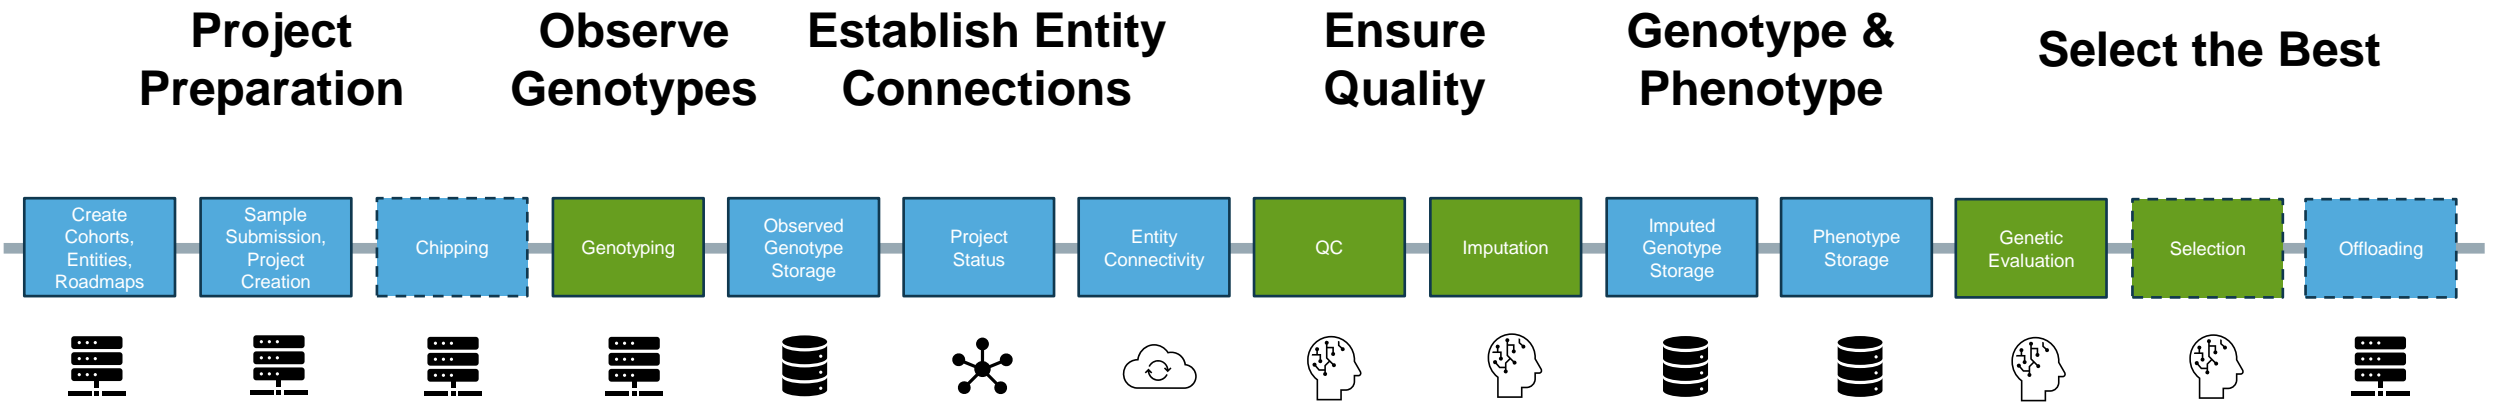 Project
Preparation
Observe
Genotypes
Establish Entity
Connections
Ensure
Quality
Genotype &
Phenotype
Select the Best
Create
Cohorts,
Entities,
Roadmaps
Sample
Submission,
Project
Creation
Chipping
Genotyping
Observed
Genotype
Storage
Project
Status
Entity
Connectivity
QC
Imputation
Imputed
Genotype
Storage
Phenotype
Storage
Genetic
Evaluation
Selection
Offloading